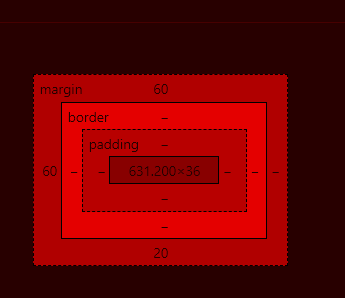 margin 60
border –
padding –
60 – – 631.200×36 – – –
–
–
20